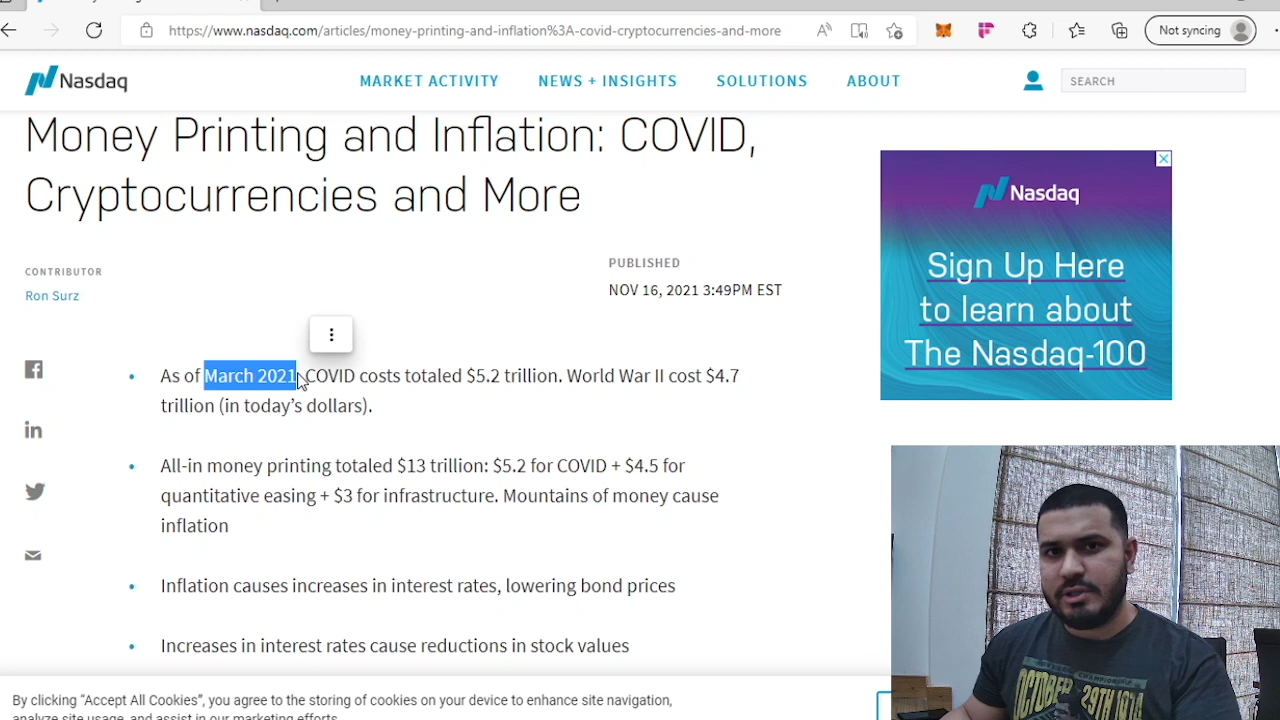 https://www.nasdaq.com/articles/money-printing-and-inflation%3A-covid-cryptocurrencies-and-more
Not syncing
Nasdaq
MARKET ACTIVITY
NEWS + INSIGHTS
SOLUTIONS
ABOUT
SEARCH
Money Printing and Inflation: COVID,
Cryptocurrencies and More
CONTRIBUTOR
Ron Surz
PUBLISHED
NOV 16, 2021 3:49PM EST
As of March 2021 COVID costs totaled $5.2 trillion. World War II cost $4.7
trillion (in today’s dollars).
All-in money printing totaled $13 trillion: $5.2 for COVID + $4.5 for
quantitative easing + $3 for infrastructure. Mountains of money cause
inflation
Inflation causes increases in interest rates, lowering bond prices
Increases in interest rates cause reductions in stock values
Nasdaq
Sign Up Here
to learn about
The Nasdaq-100
By clicking “Accept All Cookies”, you agree to the storing of cookies on your device to enhance site navigation,
analyze site usage, and assist in our marketing efforts.
OCTOBER